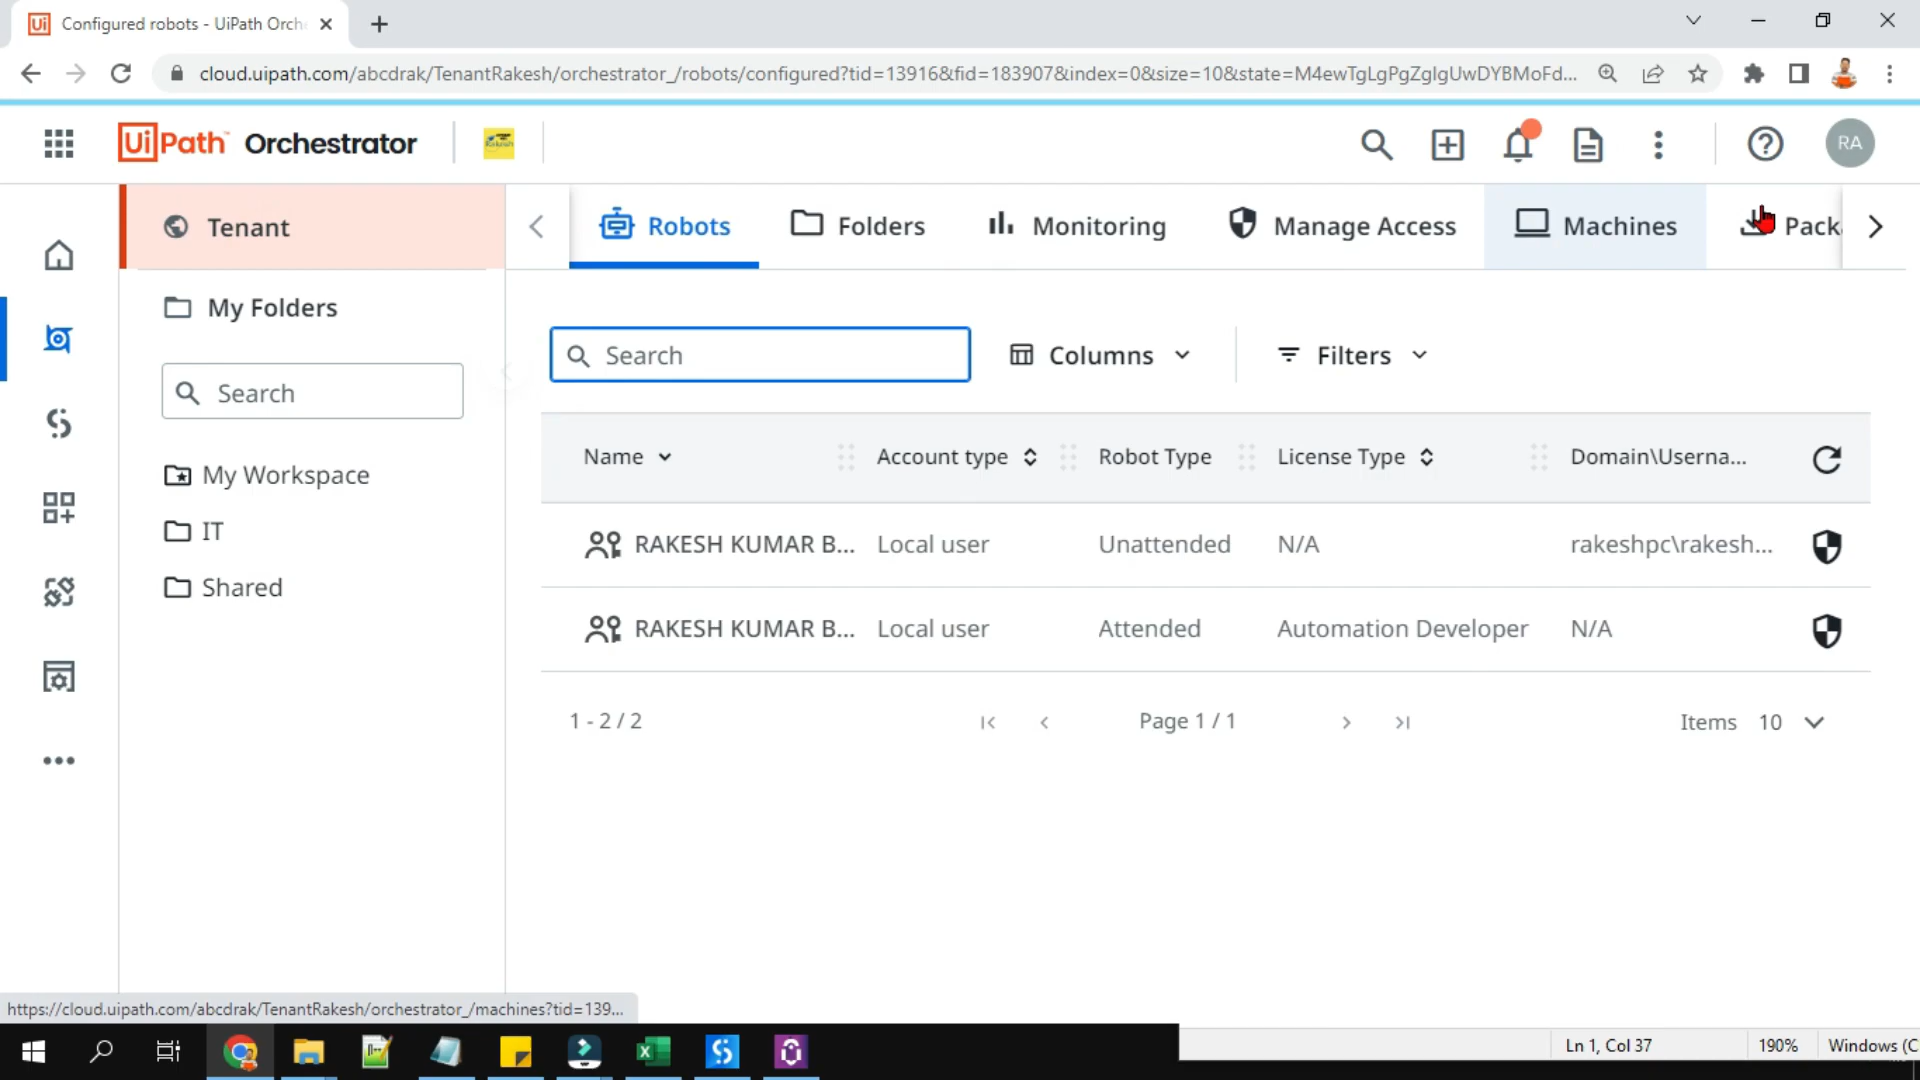 Configured robots - UiPath Orch
cloud.uipath.com/abcdrak/TenantRakesh/orchestrator_/robots/configured?tid=13916&fid=183907&index=0&size=10&state=M4ewTgLgPgZglgUwDYBMoFd...
UiPath Orchestrator
RA
Tenant
Robots
Folders
Monitoring
Manage Access
Machines
Packa
My Folders
Search
My Workspace
IT
Shared
Search
Columns
Filters
Name Account type Robot Type License Type Domain\Userna...
RAKESH KUMAR B... Local user Unattended N/A rakeshpc\rakesh...
RAKESH KUMAR B... Local user Attended Automation Developer N/A
1 - 2 / 2
Page 1 / 1
Items 10
https://cloud.uipath.com/abcdrak/TenantRakesh/orchestrator_/machines?tid=139...
Ln 1, Col 37
190%
Windows (C